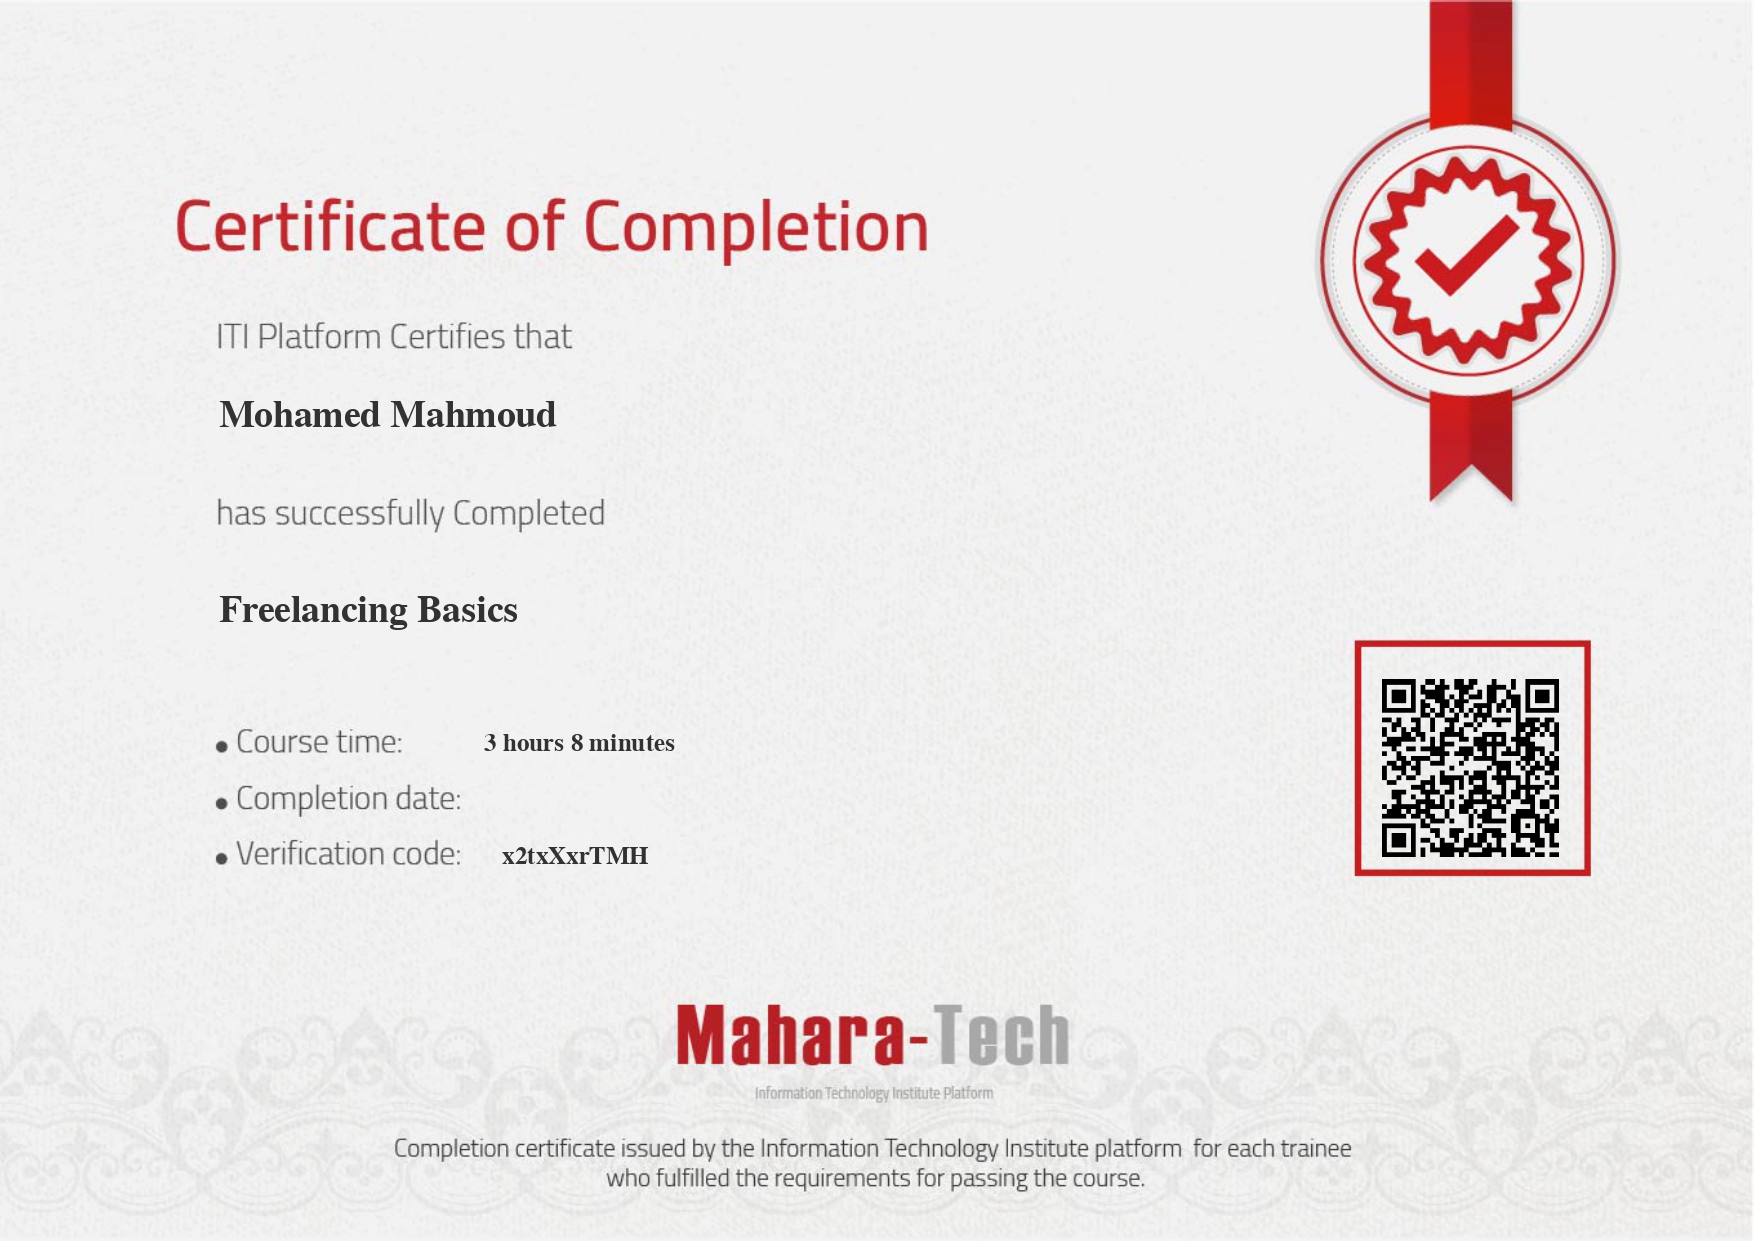 Certificate of Completion
ITI Platform Certifies that
Mohamed Mahmoud
has successfully Completed
Freelancing Basics
• Course time: 3 hours 8 minutes
• Completion date:
• Verification code: x2txXxrTMH
Mahara-Tech
Information Technology Institute Platform
Completion certificate issued by the Information Technology Institute platform for each trainee
who fulfilled the requirements for passing the course.